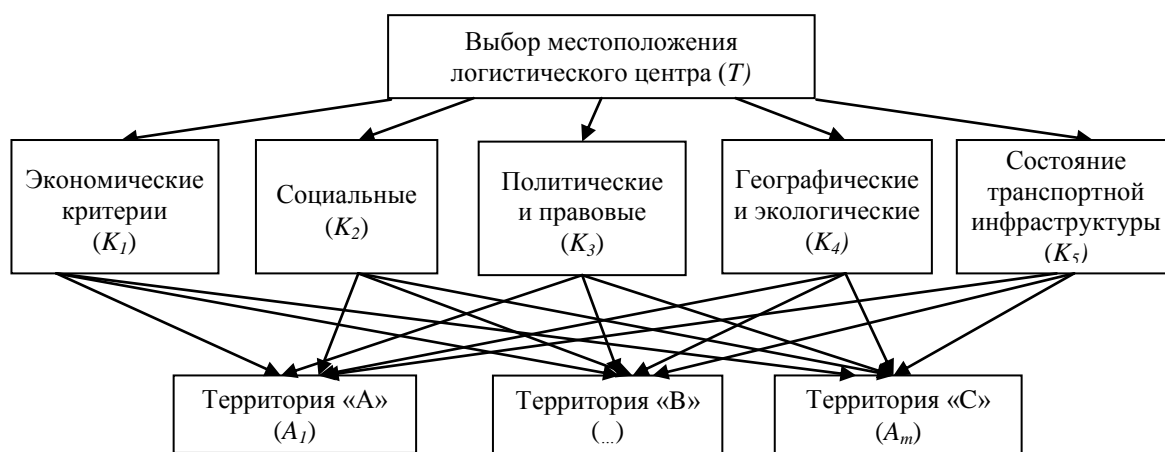 Выбор местоположения
логистического центра (T)
Экономические
критерии
(K1)
Социальные
(K2)
Политические
и правовые
(K3)
Географические
и экологические
(K4)
Состояние
транспортной
инфраструктуры
(K5)
Территория «А»
(A1)
Территория «В»
(...)
Территория «С»
(Am)